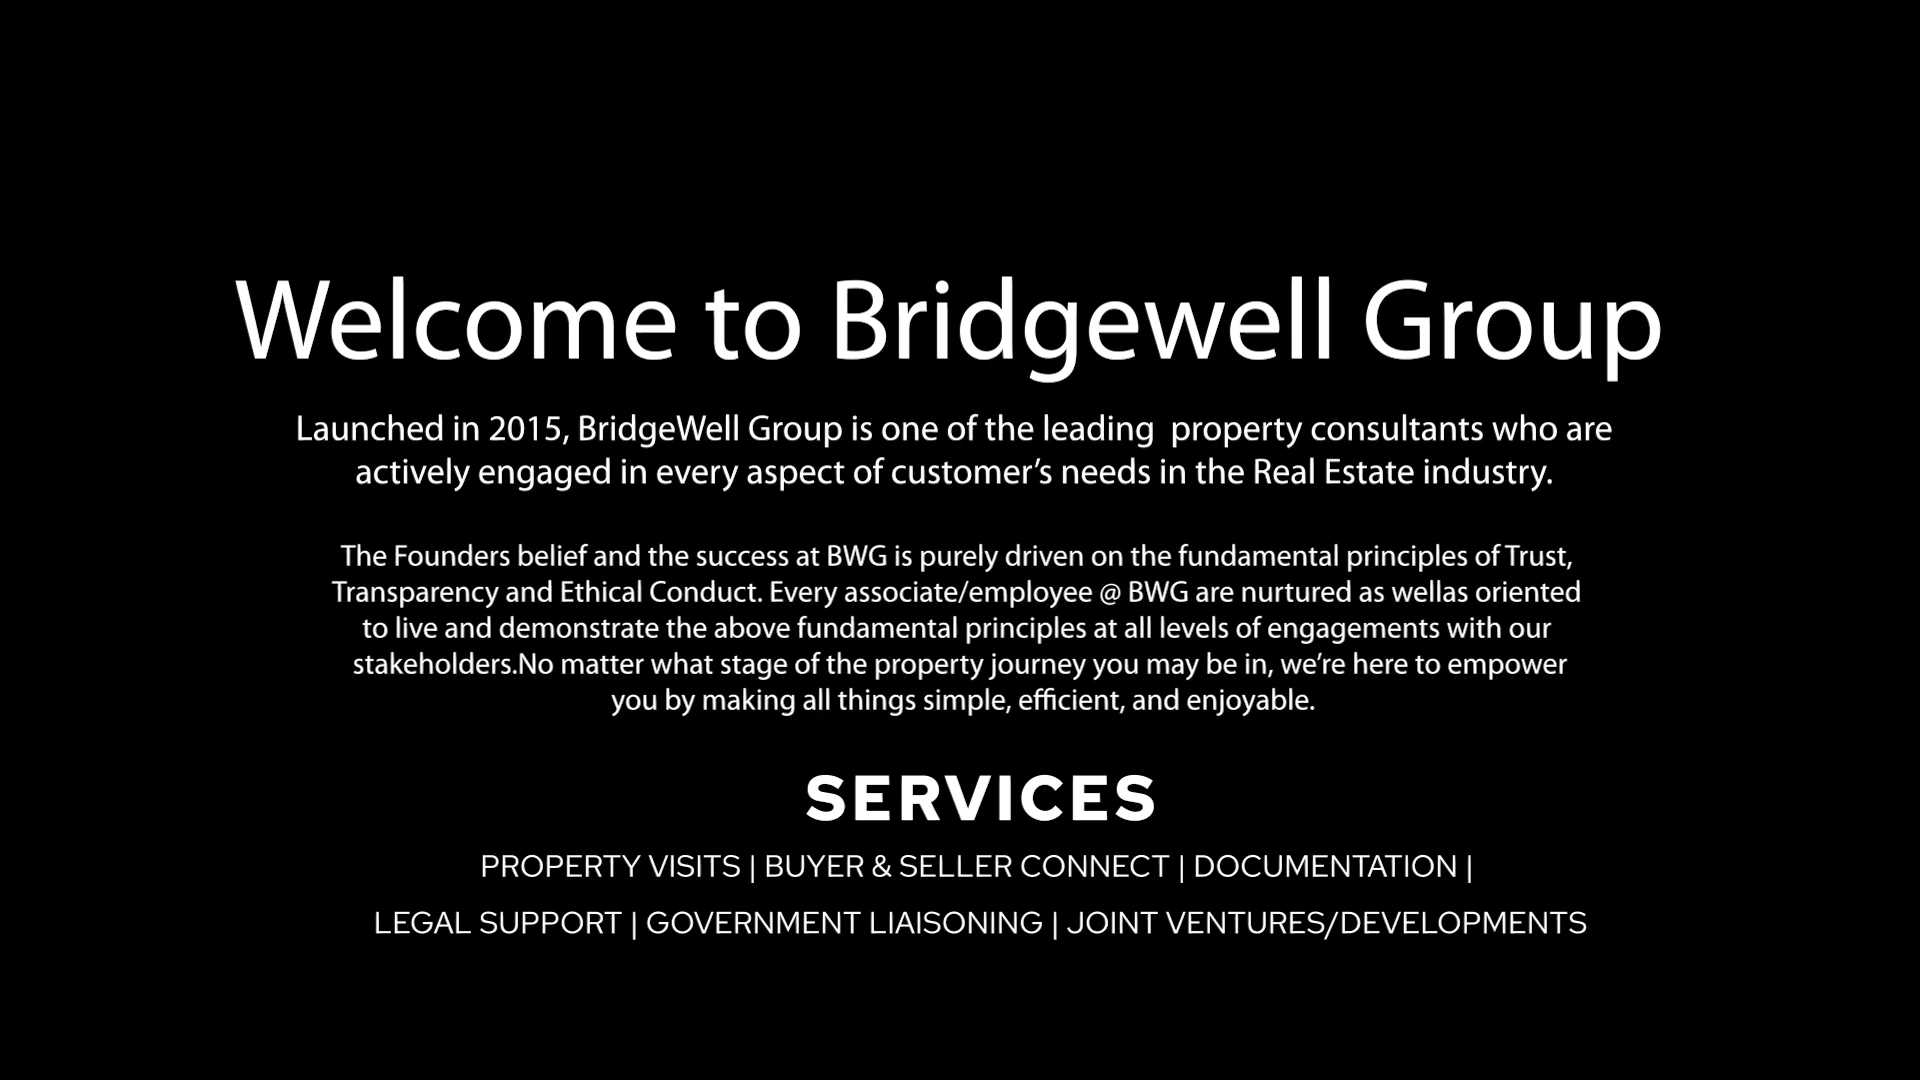 Welcome to Bridgewell Group
Launched in 2015, BridgeWell Group is one of the leading  property consultants who are
actively engaged in every aspect of customer’s needs in the Real Estate industry.
The Founders belief and the success at BWG is purely driven on the fundamental principles of Trust,
Transparency and Ethical Conduct. Every associate/employee @ BWG are nurtured as wellas oriented
to live and demonstrate the above fundamental principles at all levels of engagements with our
stakeholders.No matter what stage of the property journey you may be in, we’re here to empower
you by making all things simple, efficient, and enjoyable.
SERVICES
PROPERTY VISITS | BUYER & SELLER CONNECT | DOCUMENTATION |
LEGAL SUPPORT | GOVERNMENT LIAISONING | JOINT VENTURES/DEVELOPMENTS